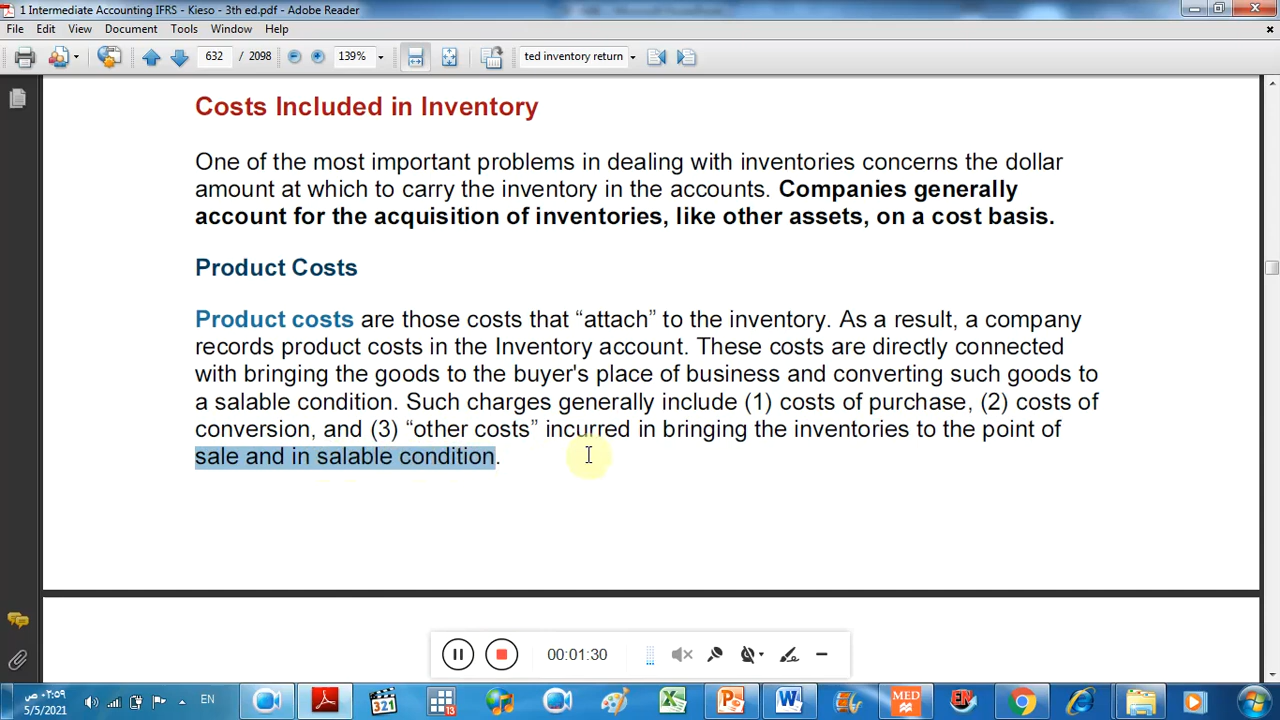 1 Intermediate Accounting IFRS - Kieso - 3th ed.pdf - Adobe Reader
File Edit View Document Tools Window Help
632 / 2098 139% ted inventory return
Costs Included in Inventory
One of the most important problems in dealing with inventories concerns the dollar
amount at which to carry the inventory in the accounts. Companies generally
account for the acquisition of inventories, like other assets, on a cost basis.
Product Costs
Product costs are those costs that “attach” to the inventory. As a result, a company
records product costs in the Inventory account. These costs are directly connected
with bringing the goods to the buyer's place of business and converting such goods to
a salable condition. Such charges generally include (1) costs of purchase, (2) costs of
conversion, and (3) “other costs” incurred in bringing the inventories to the point of
sale and in salable condition.
00:01:30
٠٢:٥٩ ص
5/5/2021
EN
321
13
MED
EN